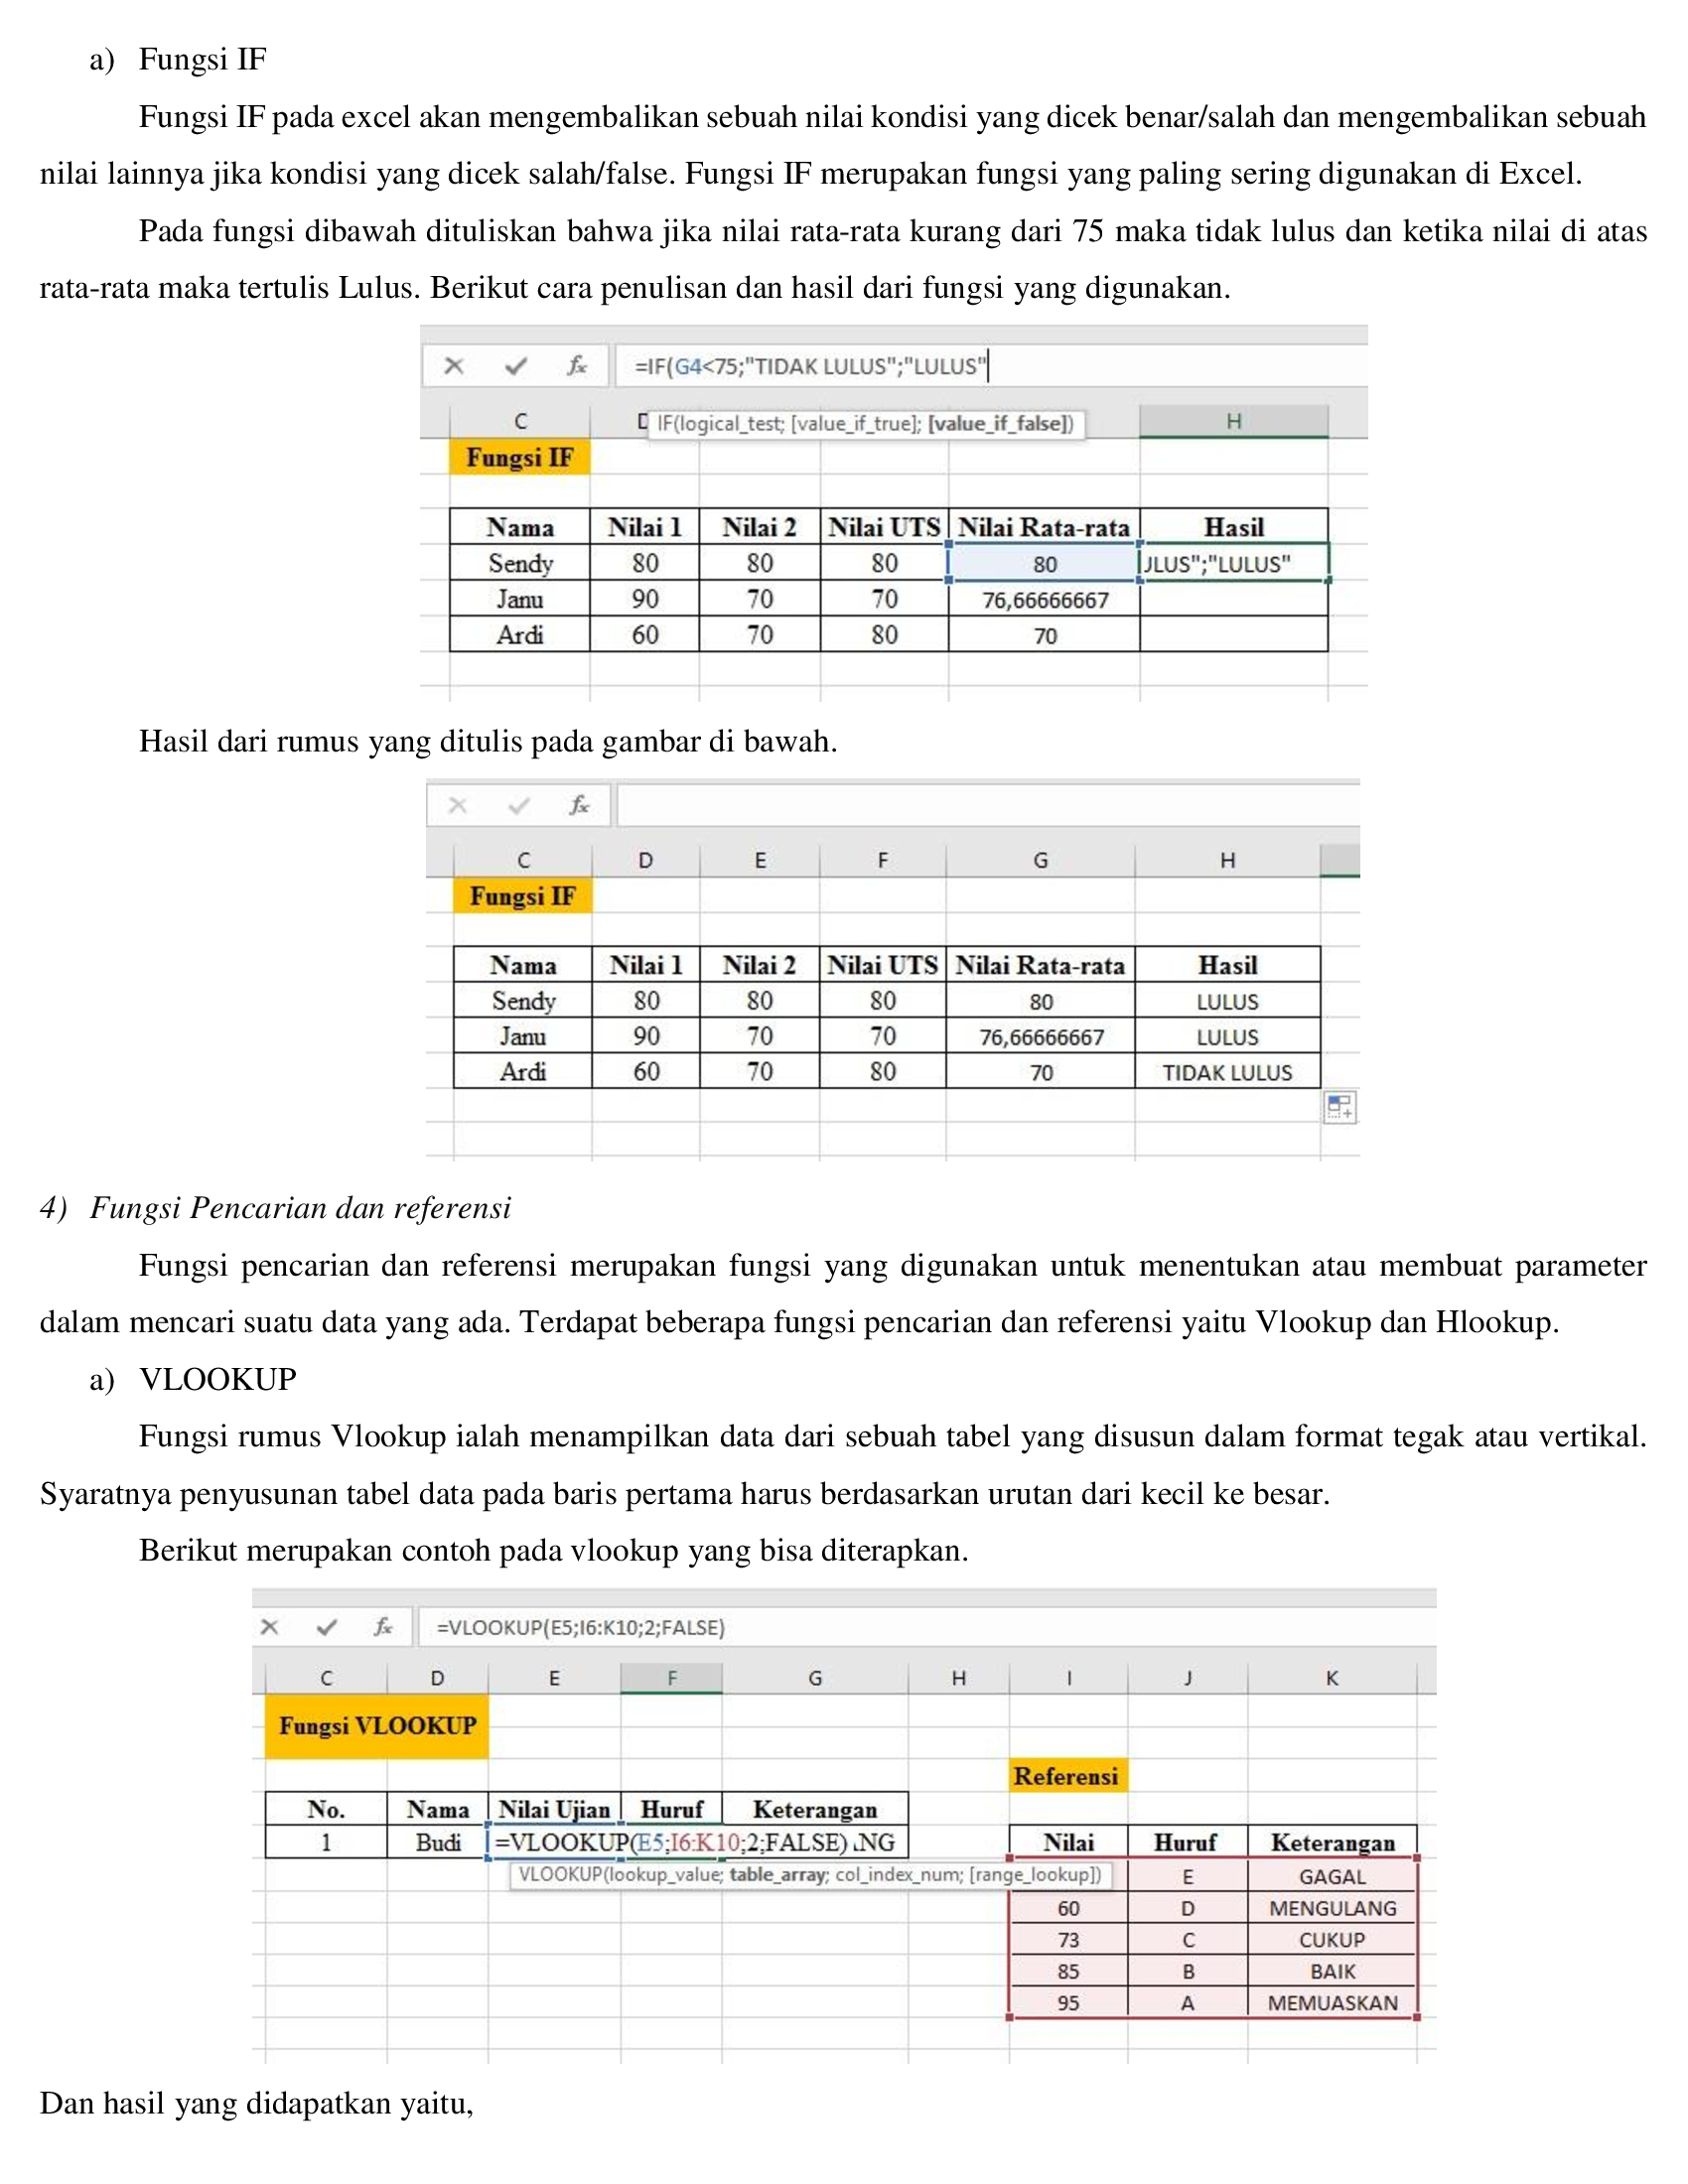 a) Fungsi IF
Fungsi IF pada excel akan mengembalikan sebuah nilai kondisi yang dicek benar/salah dan mengembalikan sebuah
nilai lainnya jika kondisi yang dicek salah/false. Fungsi IF merupakan fungsi yang paling sering digunakan di Excel.
Pada fungsi dibawah dituliskan bahwa jika nilai rata-rata kurang dari 75 maka tidak lulus dan ketika nilai di atas
rata-rata maka tertulis Lulus. Berikut cara penulisan dan hasil dari fungsi yang digunakan.
fx =IF(G4<75;"TIDAK LULUS";"LULUS"
C D IF(logical_test; [value_if_true]; [value_if_false]) H
Fungsi IF
Nama Nilai 1 Nilai 2 Nilai UTS Nilai Rata-rata Hasil
Sendy 80 80 80 80 JLUS";"LULUS"
Janu 90 70 70 76,66666667
Ardi 60 70 80 70
Hasil dari rumus yang ditulis pada gambar di bawah.
fx
C D E F G H
Fungsi IF
Nama Nilai 1 Nilai 2 Nilai UTS Nilai Rata-rata Hasil
Sendy 80 80 80 80 LULUS
Janu 90 70 70 76,66666667 LULUS
Ardi 60 70 80 70 TIDAK LULUS
4) Fungsi Pencarian dan referensi
Fungsi pencarian dan referensi merupakan fungsi yang digunakan untuk menentukan atau membuat parameter
dalam mencari suatu data yang ada. Terdapat beberapa fungsi pencarian dan referensi yaitu Vlookup dan Hlookup.
a) VLOOKUP
Fungsi rumus Vlookup ialah menampilkan data dari sebuah tabel yang disusun dalam format tegak atau vertikal.
Syaratnya penyusunan tabel data pada baris pertama harus berdasarkan urutan dari kecil ke besar.
Berikut merupakan contoh pada vlookup yang bisa diterapkan.
fx =VLOOKUP(E5;I6:K10;2;FALSE)
C D E F G H I J K
Fungsi VLOOKUP
Referensi
No. Nama Nilai Ujian Huruf Keterangan
1 Budi =VLOOKUP(E5;I6:K10;2;FALSE) NG Nilai Huruf Keterangan
VLOOKUP(lookup_value; table_array; col_index_num; [range_lookup]) E GAGAL
60 D MENGULANG
73 C CUKUP
85 B BAIK
95 A MEMUASKAN
Dan hasil yang didapatkan yaitu,